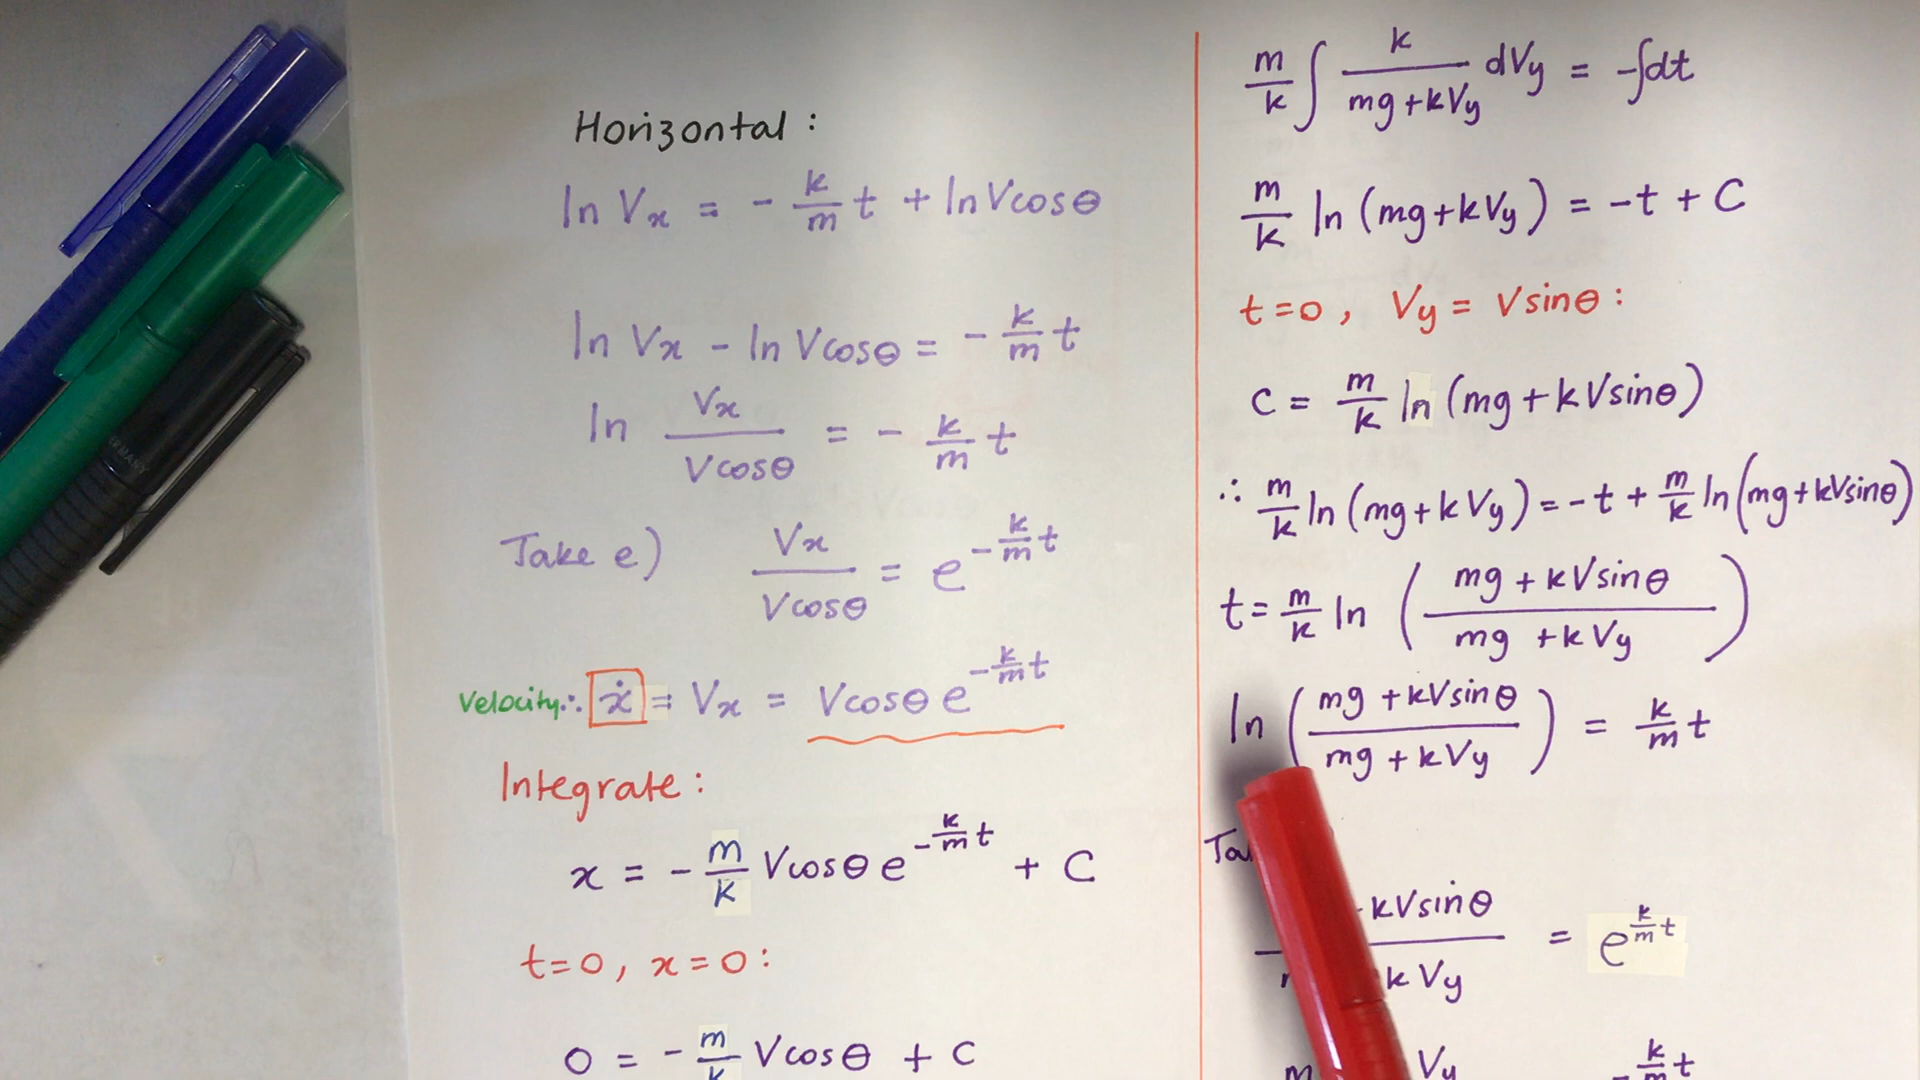 Horizontal :
ln Vx = - k/m t + ln Vcosθ
ln Vx - ln Vcosθ = - k/m t
ln Vx/Vcosθ = - k/m t
Take e) Vx/Vcosθ = e^(-k/m t)
Velocity ∴ ẋ = Vx = Vcosθ e^(-k/m t)
Integrate :
x = - m/k Vcosθ e^(-k/m t) + C
t=0, x=0 :
0 = - m/k Vcosθ + C
m/k ∫ k/(mg+kVy) dVy = -∫dt
m/k ln (mg+kVy) = -t + C
t=0, Vy = Vsinθ :
C = m/k ln (mg+kVsinθ)
∴ m/k ln (mg+kVy) = -t + m/k ln (mg+kVsinθ)
t = m/k ln ((mg+kVsinθ)/(mg+kVy))
ln ((mg+kVsinθ)/(mg+kVy)) = k/m t
kVsinθ/kVy = e^(k/m t)
Vy - k/m t